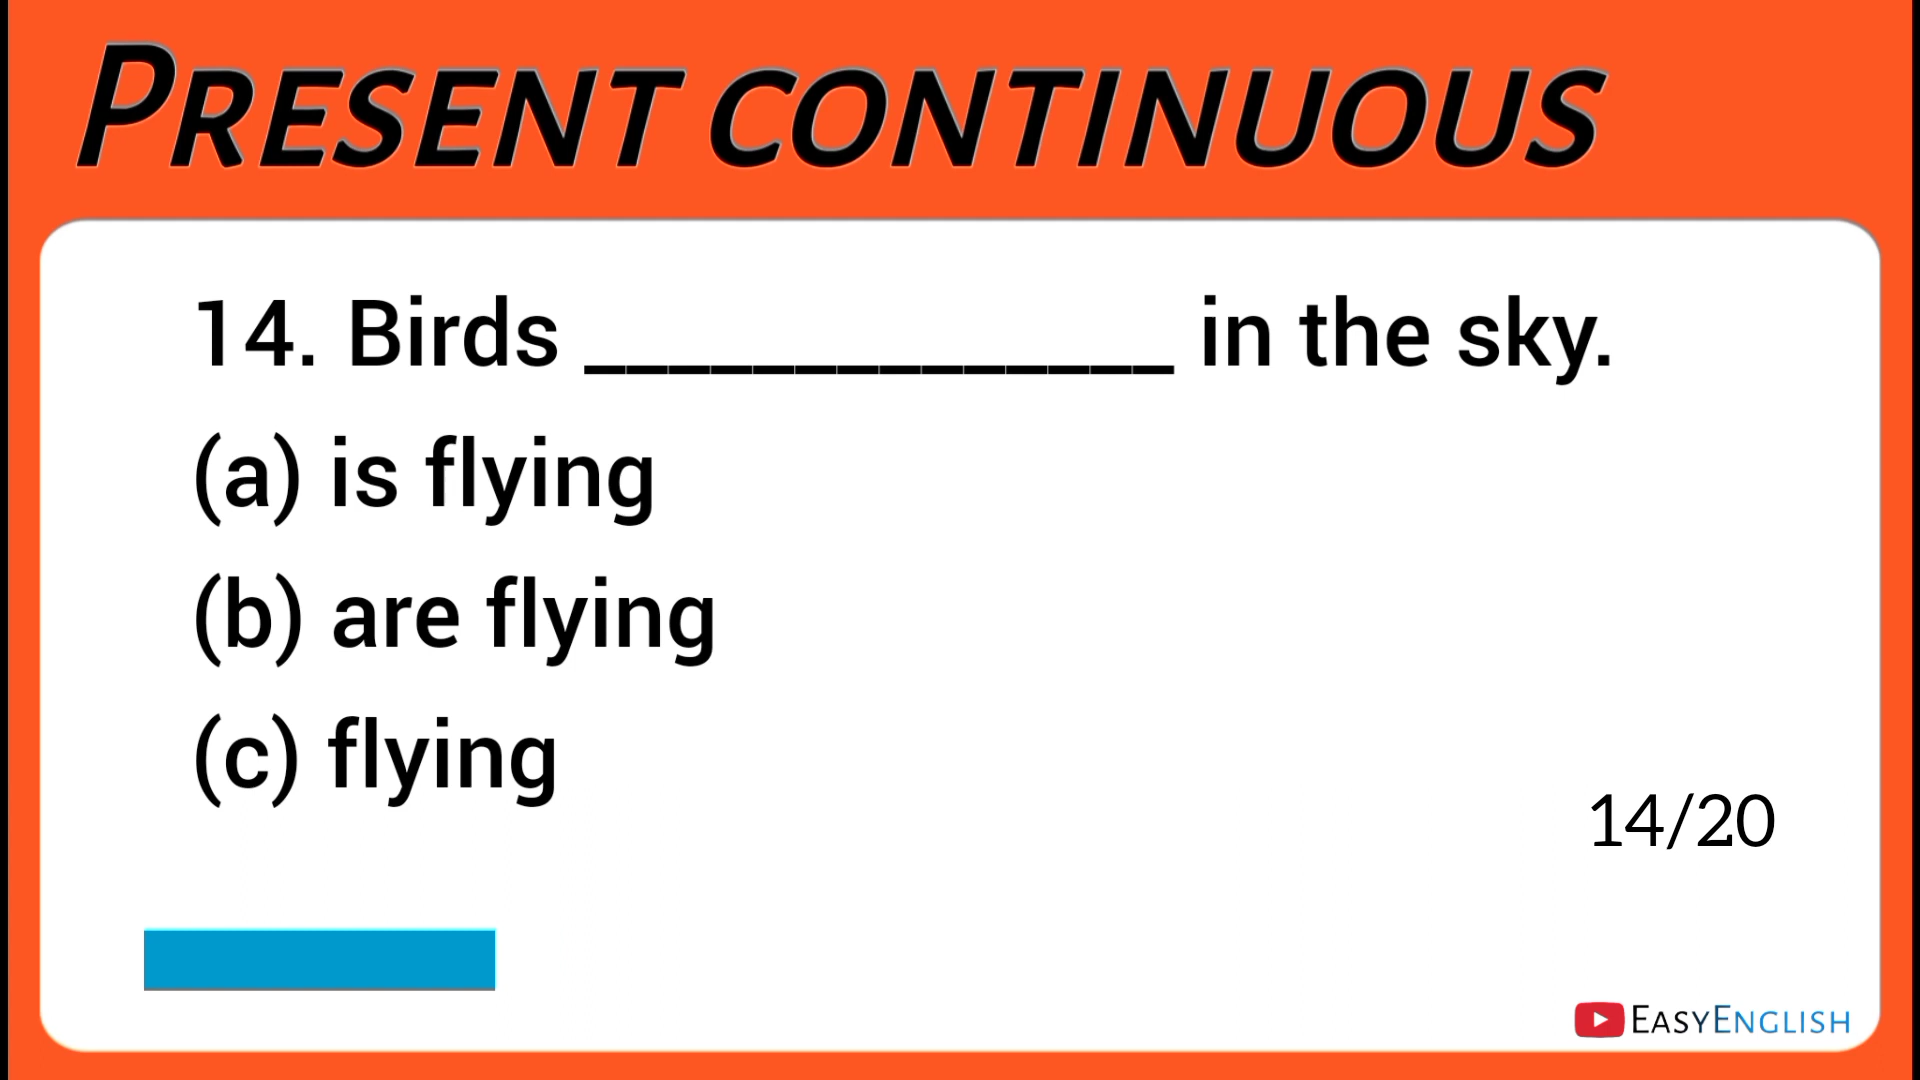 PRESENT CONTINUOUS
14. Birds ______________ in the sky.
(a) is flying
(b) are flying
(c) flying
14/20
EASYENGLISH